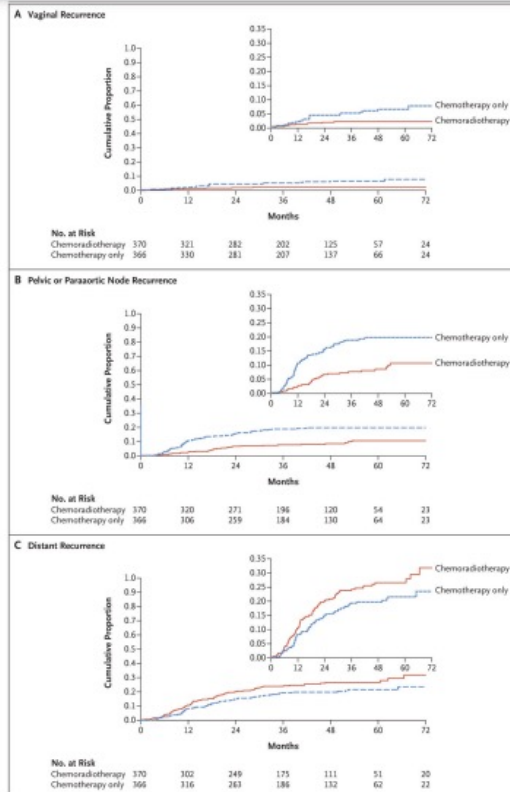 A Vaginal Recurrence
Cumulative Proportion
1.0
0.9
0.8
0.7
0.6
0.5
0.4
0.3
0.2
0.1
0.0
0 12 24 36 48 60 72
Months
0.35
0.30
0.25
0.20
0.15
0.10
0.05
0.00
0 12 24 36 48 60 72
Chemotherapy only
Chemoradiotherapy
No. at Risk
Chemoradiotherapy 370 321 282 202 125 57 24
Chemotherapy only 366 330 281 207 137 66 24
B Pelvic or Paraaortic Node Recurrence
Cumulative Proportion
1.0
0.9
0.8
0.7
0.6
0.5
0.4
0.3
0.2
0.1
0.0
0 12 24 36 48 60 72
Months
0.35
0.30
0.25
0.20
0.15
0.10
0.05
0.00
0 12 24 36 48 60 72
Chemotherapy only
Chemoradiotherapy
No. at Risk
Chemoradiotherapy 370 320 271 196 120 54 23
Chemotherapy only 366 306 259 184 130 64 23
C Distant Recurrence
Cumulative Proportion
1.0
0.9
0.8
0.7
0.6
0.5
0.4
0.3
0.2
0.1
0.0
0 12 24 36 48 60 72
Months
0.35
0.30
0.25
0.20
0.15
0.10
0.05
0.00
0 12 24 36 48 60 72
Chemoradiotherapy
Chemotherapy only
No. at Risk
Chemoradiotherapy 370 302 249 175 111 51 20
Chemotherapy only 366 316 263 186 132 62 22